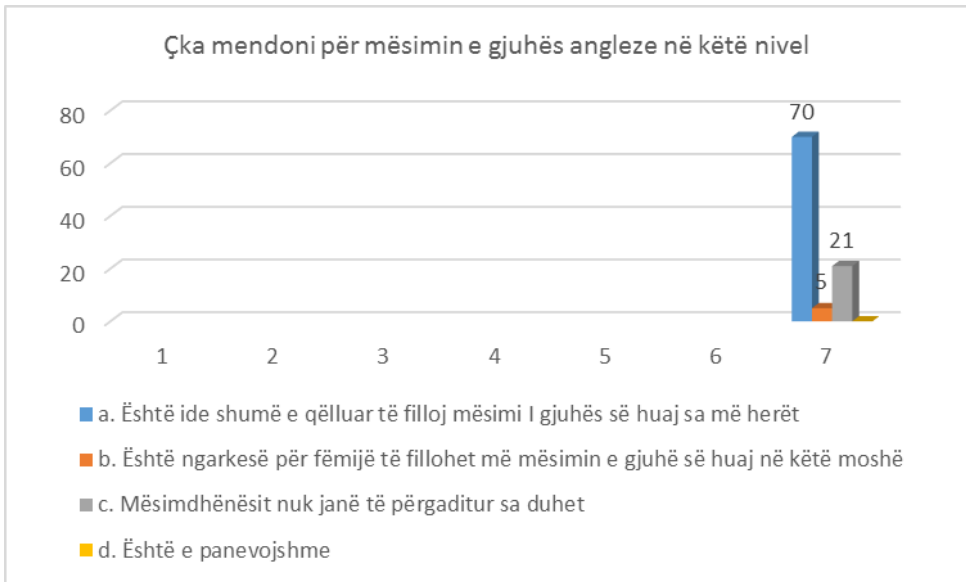 Çka mendoni për mësimin e gjuhës angleze në këtë nivel
80
60
40
20
0
70
5
21
1 2 3 4 5 6 7
a. Është ide shumë e qëlluar të filloj mësimi I gjuhës së huaj sa më herët
b. Është ngarkesë për fëmijë të fillohet më mësimin e gjuhë së huaj në këtë moshë
c. Mësimdhënësit nuk janë të përgaditur sa duhet
d. Është e panevojshme